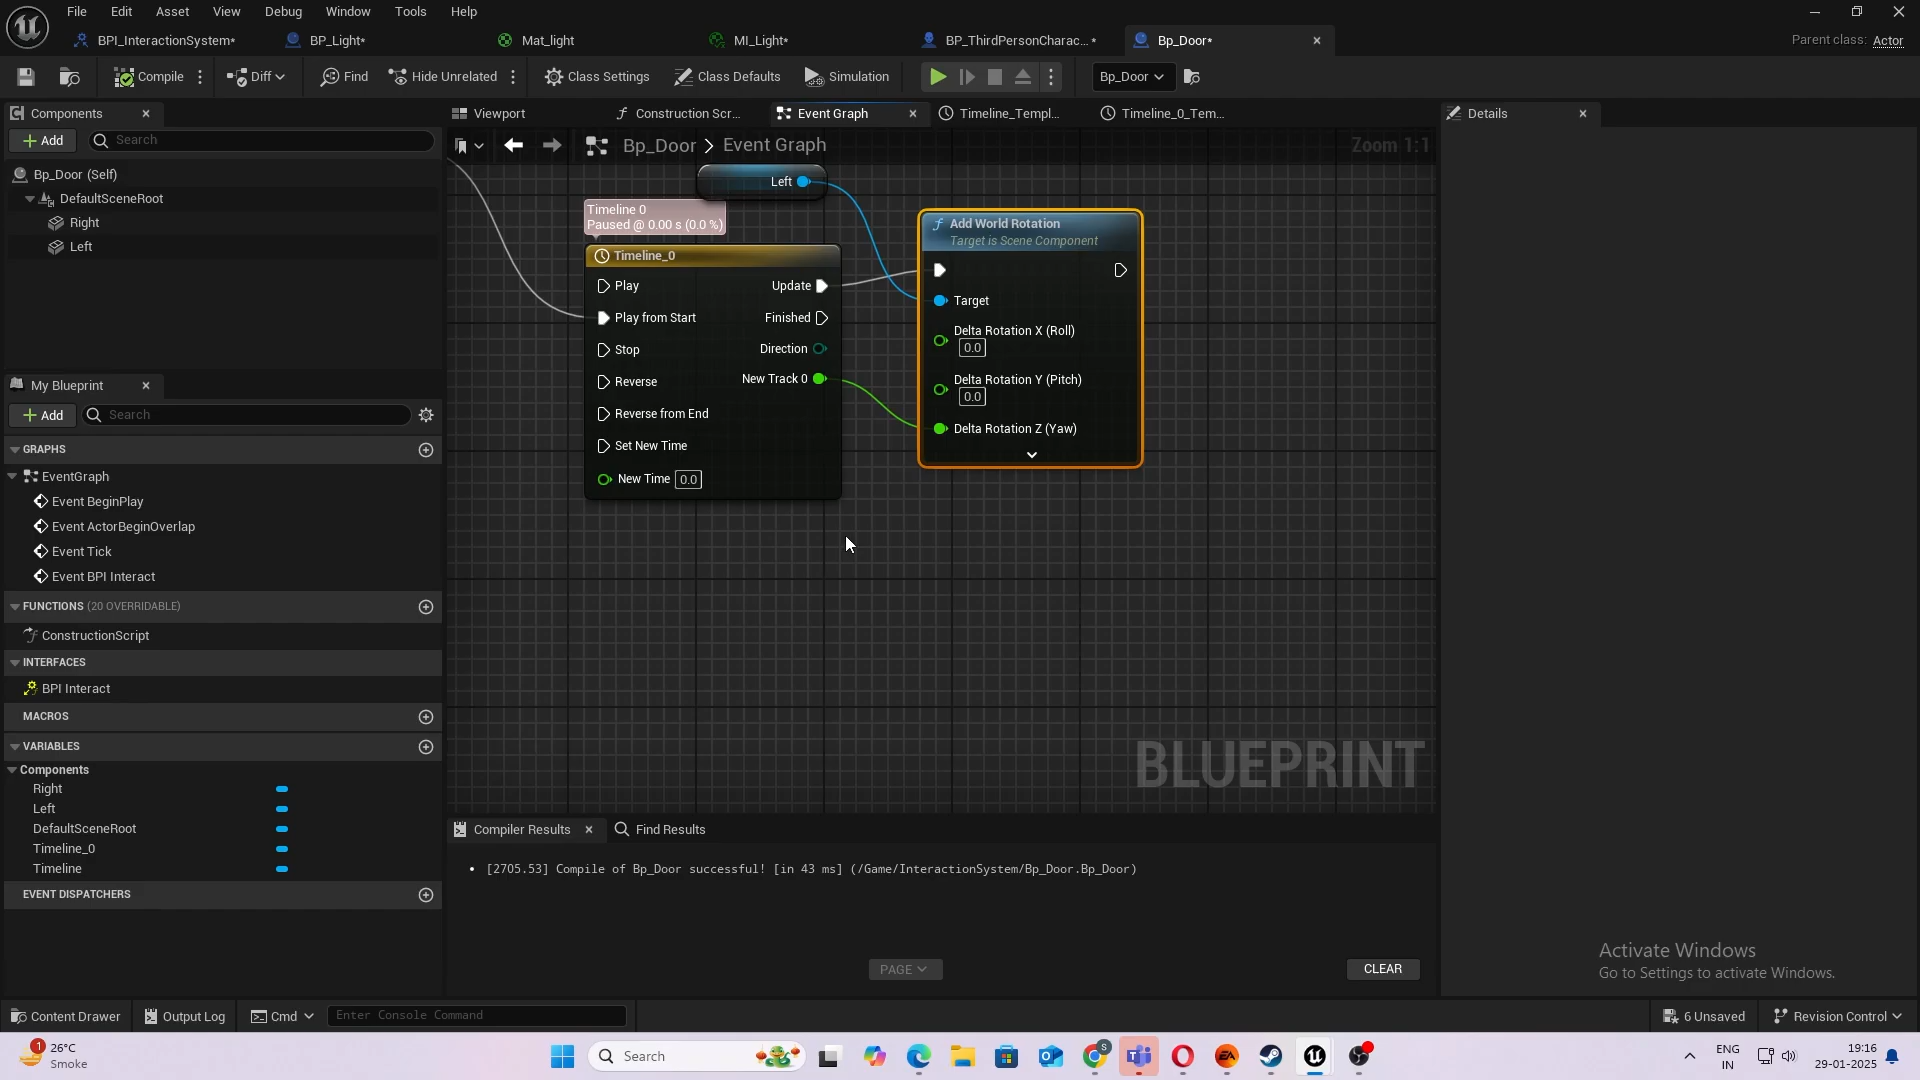 File Edit Asset View Debug Window Tools Help
BPI_InteractionSystem* BP_Light* Mat_light MI_Light* BP_ThirdPersonCharac...* Bp_Door* Parent class: Actor
Compile Diff Find Hide Unrelated Class Settings Class Defaults Simulation Bp_Door
Components Viewport Construction Scr... Event Graph Timeline_Templ... Timeline_0_Tem... Details
Add Search
Bp_Door > Event Graph Zoom 1:1
Bp_Door (Self)
DefaultSceneRoot
Right
Left
Left
Timeline 0
Paused @ 0.00 s (0.0 %)
Timeline_0
Play Update
Play from Start Finished
Stop Direction
Reverse New Track 0
Reverse from End
Set New Time
New Time 0.0
Add World Rotation
Target is Scene Component
Target
Delta Rotation X (Roll)
0.0
Delta Rotation Y (Pitch)
0.0
Delta Rotation Z (Yaw)
BLUEPRINT
My Blueprint
Add Search
GRAPHS
EventGraph
Event BeginPlay
Event ActorBeginOverlap
Event Tick
Event BPI Interact
FUNCTIONS (20 OVERRIDABLE)
ConstructionScript
INTERFACES
BPI Interact
MACROS
VARIABLES
Components
Right
Left
DefaultSceneRoot
Timeline_0
Timeline
EVENT DISPATCHERS
Compiler Results Find Results
[2705.53] Compile of Bp_Door successful! [in 43 ms] (/Game/InteractionSystem/Bp_Door.Bp_Door)
PAGE CLEAR
Activate Windows
Go to Settings to activate Windows.
Content Drawer Output Log Cmd Enter Console Command 6 Unsaved Revision Control
1
26°C
Smoke
Search
S
EA
ENG
IN
19:16
29-01-2025